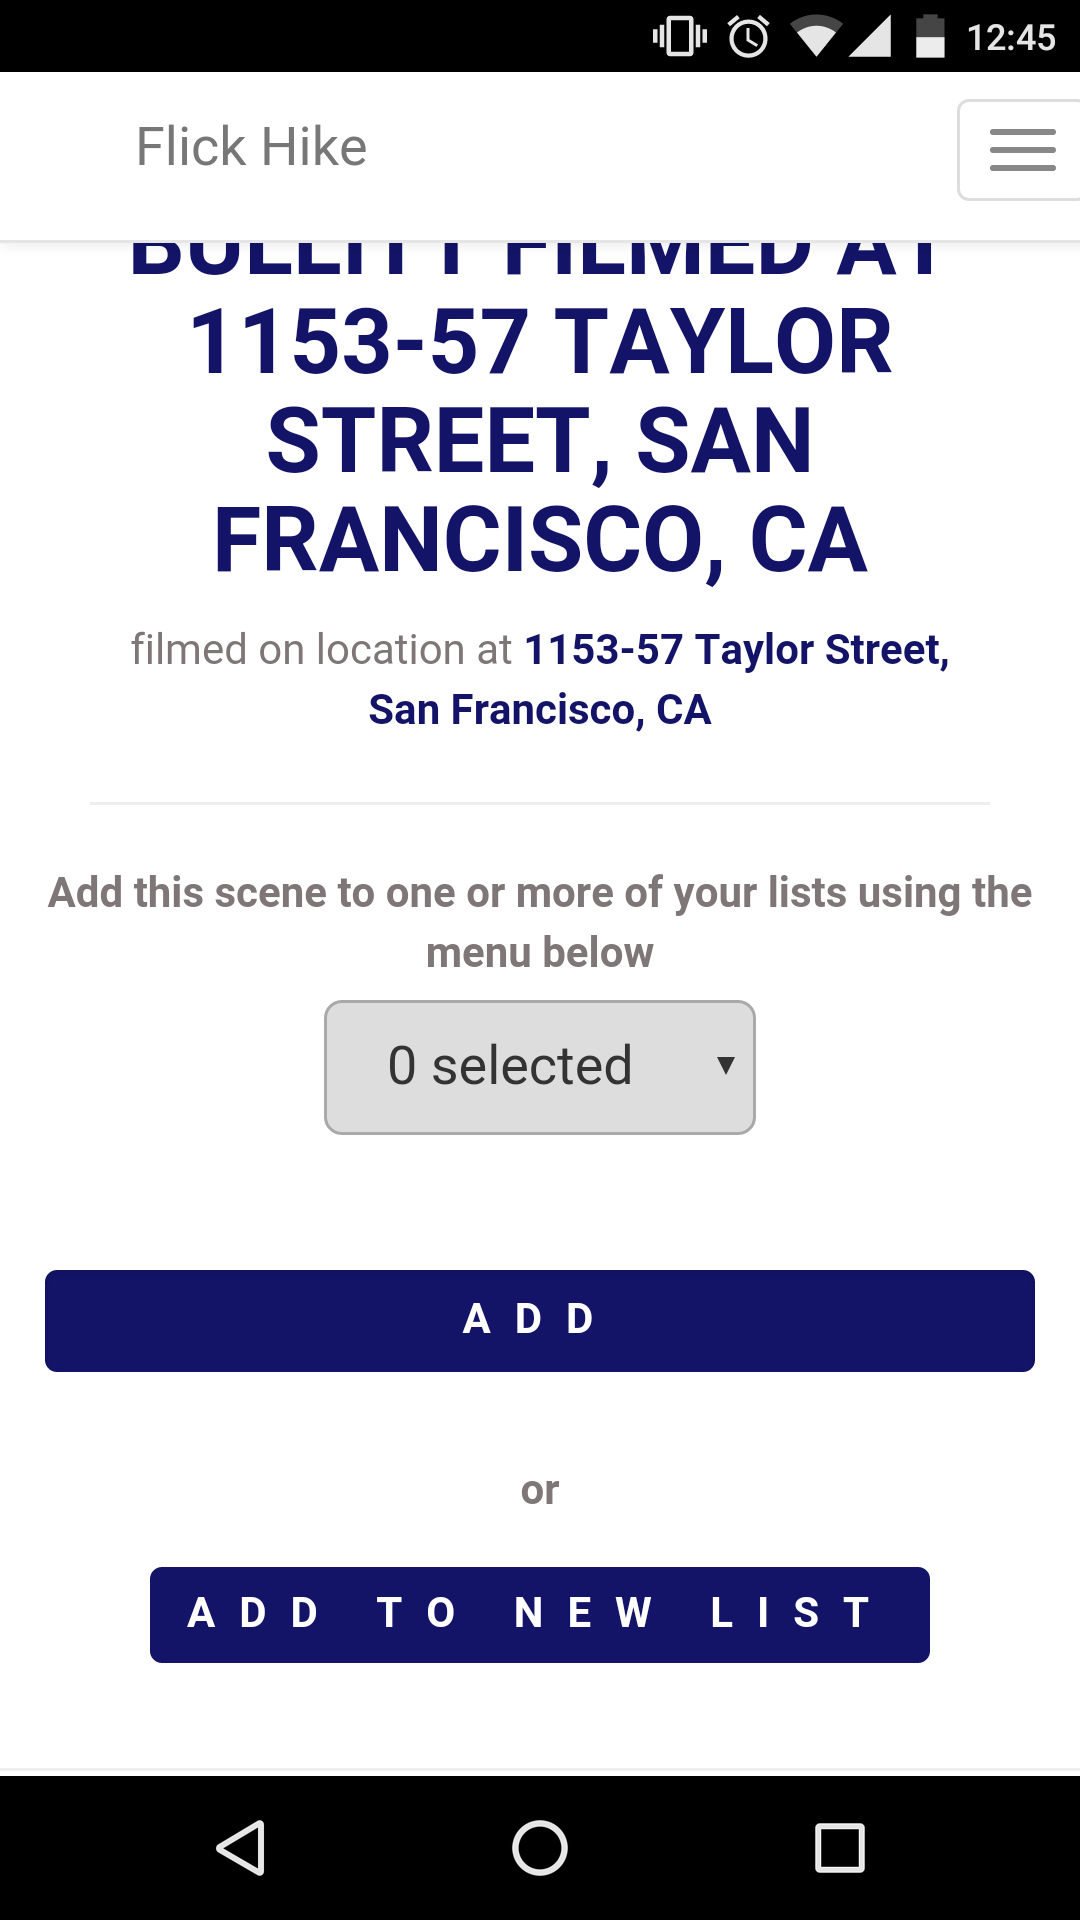 12:45
Flick Hike
BULLITT FILMED AT
1153-57 TAYLOR
STREET, SAN
FRANCISCO, CA
filmed on location at 1153-57 Taylor Street,
San Francisco, CA
Add this scene to one or more of your lists using the
menu below
0 selected
ADD
or
ADD TO NEW LIST